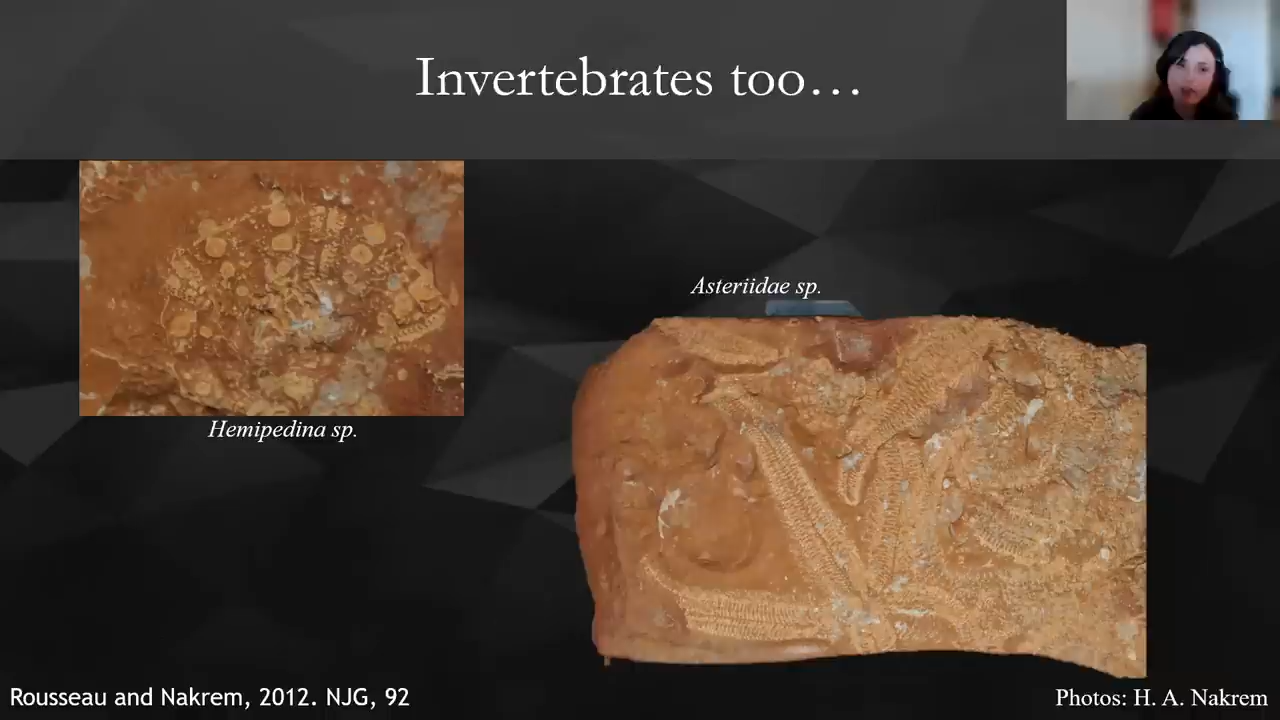 Invertebrates too…
Asteriidae sp.
Hemipedina sp.
Rousseau and Nakrem, 2012. NJG, 92
Photos: H. A. Nakrem